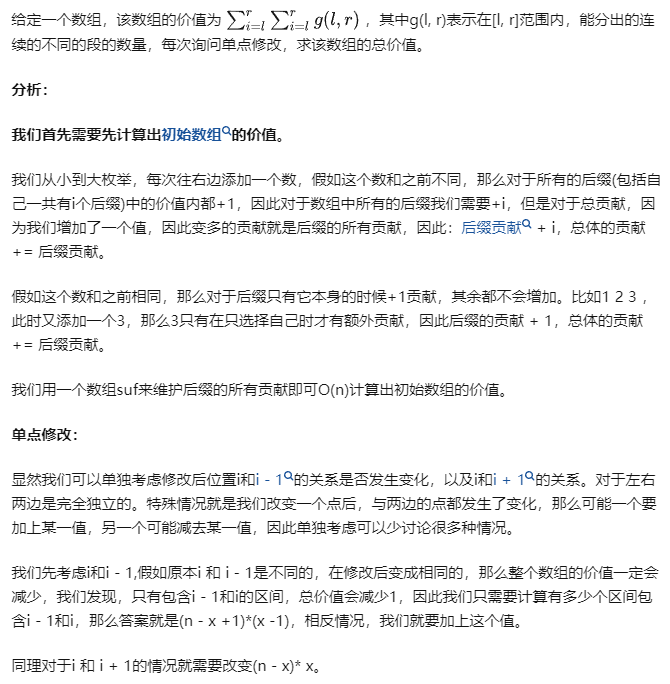 给定一个数组，该数组的价值为 $\sum_{i=l}^{r} \sum_{i=l}^{r} g(l, r)$ ，其中g(l, r)表示在[l, r]范围内，能分出的连
续的不同的段的数量，每次询问单点修改，求该数组的总价值。
分析：
我们首先需要先计算出初始数组的价值。
我们从小到大枚举，每次往右边添加一个数，假如这个数和之前不同，那么对于所有的后缀(包括自
己一共有i个后缀)中的价值内都+1，因此对于数组中所有的后缀我们需要+i，但是对于总贡献，因
为我们增加了一个值，因此变多的贡献就是后缀的所有贡献，因此：后缀贡献 + i，总体的贡献
+= 后缀贡献。
假如这个数和之前相同，那么对于后缀只有它本身的时候+1贡献，其余都不会增加。比如1 2 3 ，
此时又添加一个3，那么3只有在只选择自己时才有额外贡献，因此后缀的贡献 + 1，总体的贡献
+= 后缀贡献。
我们用一个数组suf来维护后缀的所有贡献即可O(n)计算出初始数组的价值。
单点修改：
显然我们可以单独考虑修改后位置i和i - 1的关系是否发生变化，以及i和i + 1的关系。对于左右
两边是完全独立的。特殊情况就是我们改变一个点后，与两边的点都发生了变化，那么可能一个要
加上某一值，另一个可能减去某一值，因此单独考虑可以少讨论很多种情况。
我们先考虑i和i - 1,假如原本i 和 i - 1是不同的，在修改后变成相同的，那么整个数组的价值一定会
减少，我们发现，只有包含i - 1和i的区间，总价值会减少1，因此我们只需要计算有多少个区间包
含i - 1和i，那么答案就是(n - x +1)*(x -1)，相反情况，我们就要加上这个值。
同理对于i 和 i + 1的情况就需要改变(n - x)* x。